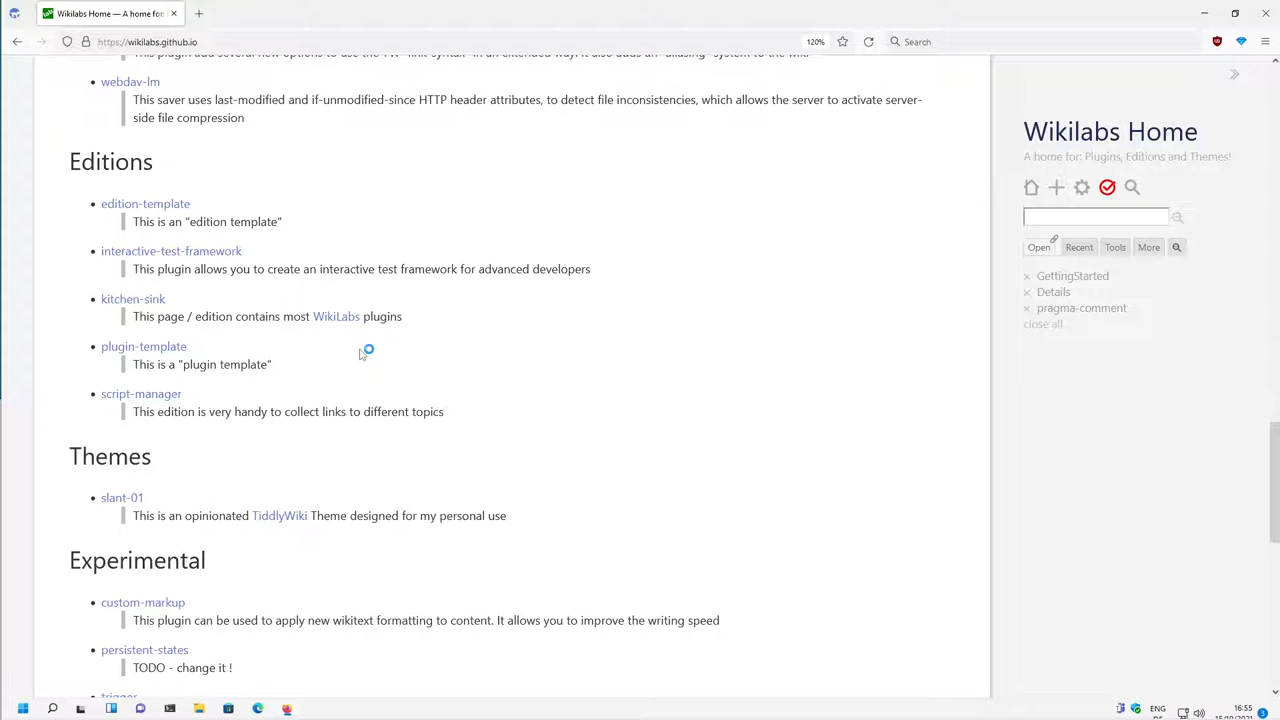 Wikilabs Home — A home for:
https://wikilabs.github.io
120%
Search
webdav-lm
This saver uses last-modified and if-unmodified-since HTTP header attributes, to detect file inconsistencies, which allows the server to activate server-
side file compression
Editions
edition-template
This is an "edition template"
interactive-test-framework
This plugin allows you to create an interactive test framework for advanced developers
kitchen-sink
This page / edition contains most WikiLabs plugins
plugin-template
This is a "plugin template"
script-manager
This edition is very handy to collect links to different topics
Themes
slant-01
This is an opinionated TiddlyWiki Theme designed for my personal use
Experimental
custom-markup
This plugin can be used to apply new wikitext formatting to content. It allows you to improve the writing speed
persistent-states
TODO - change it !
trigger
Wikilabs Home
A home for: Plugins, Editions and Themes!
Open
Recent
Tools
More
GettingStarted
Details
pragma-comment
close all
ENG
16:55
15/10/2021
3